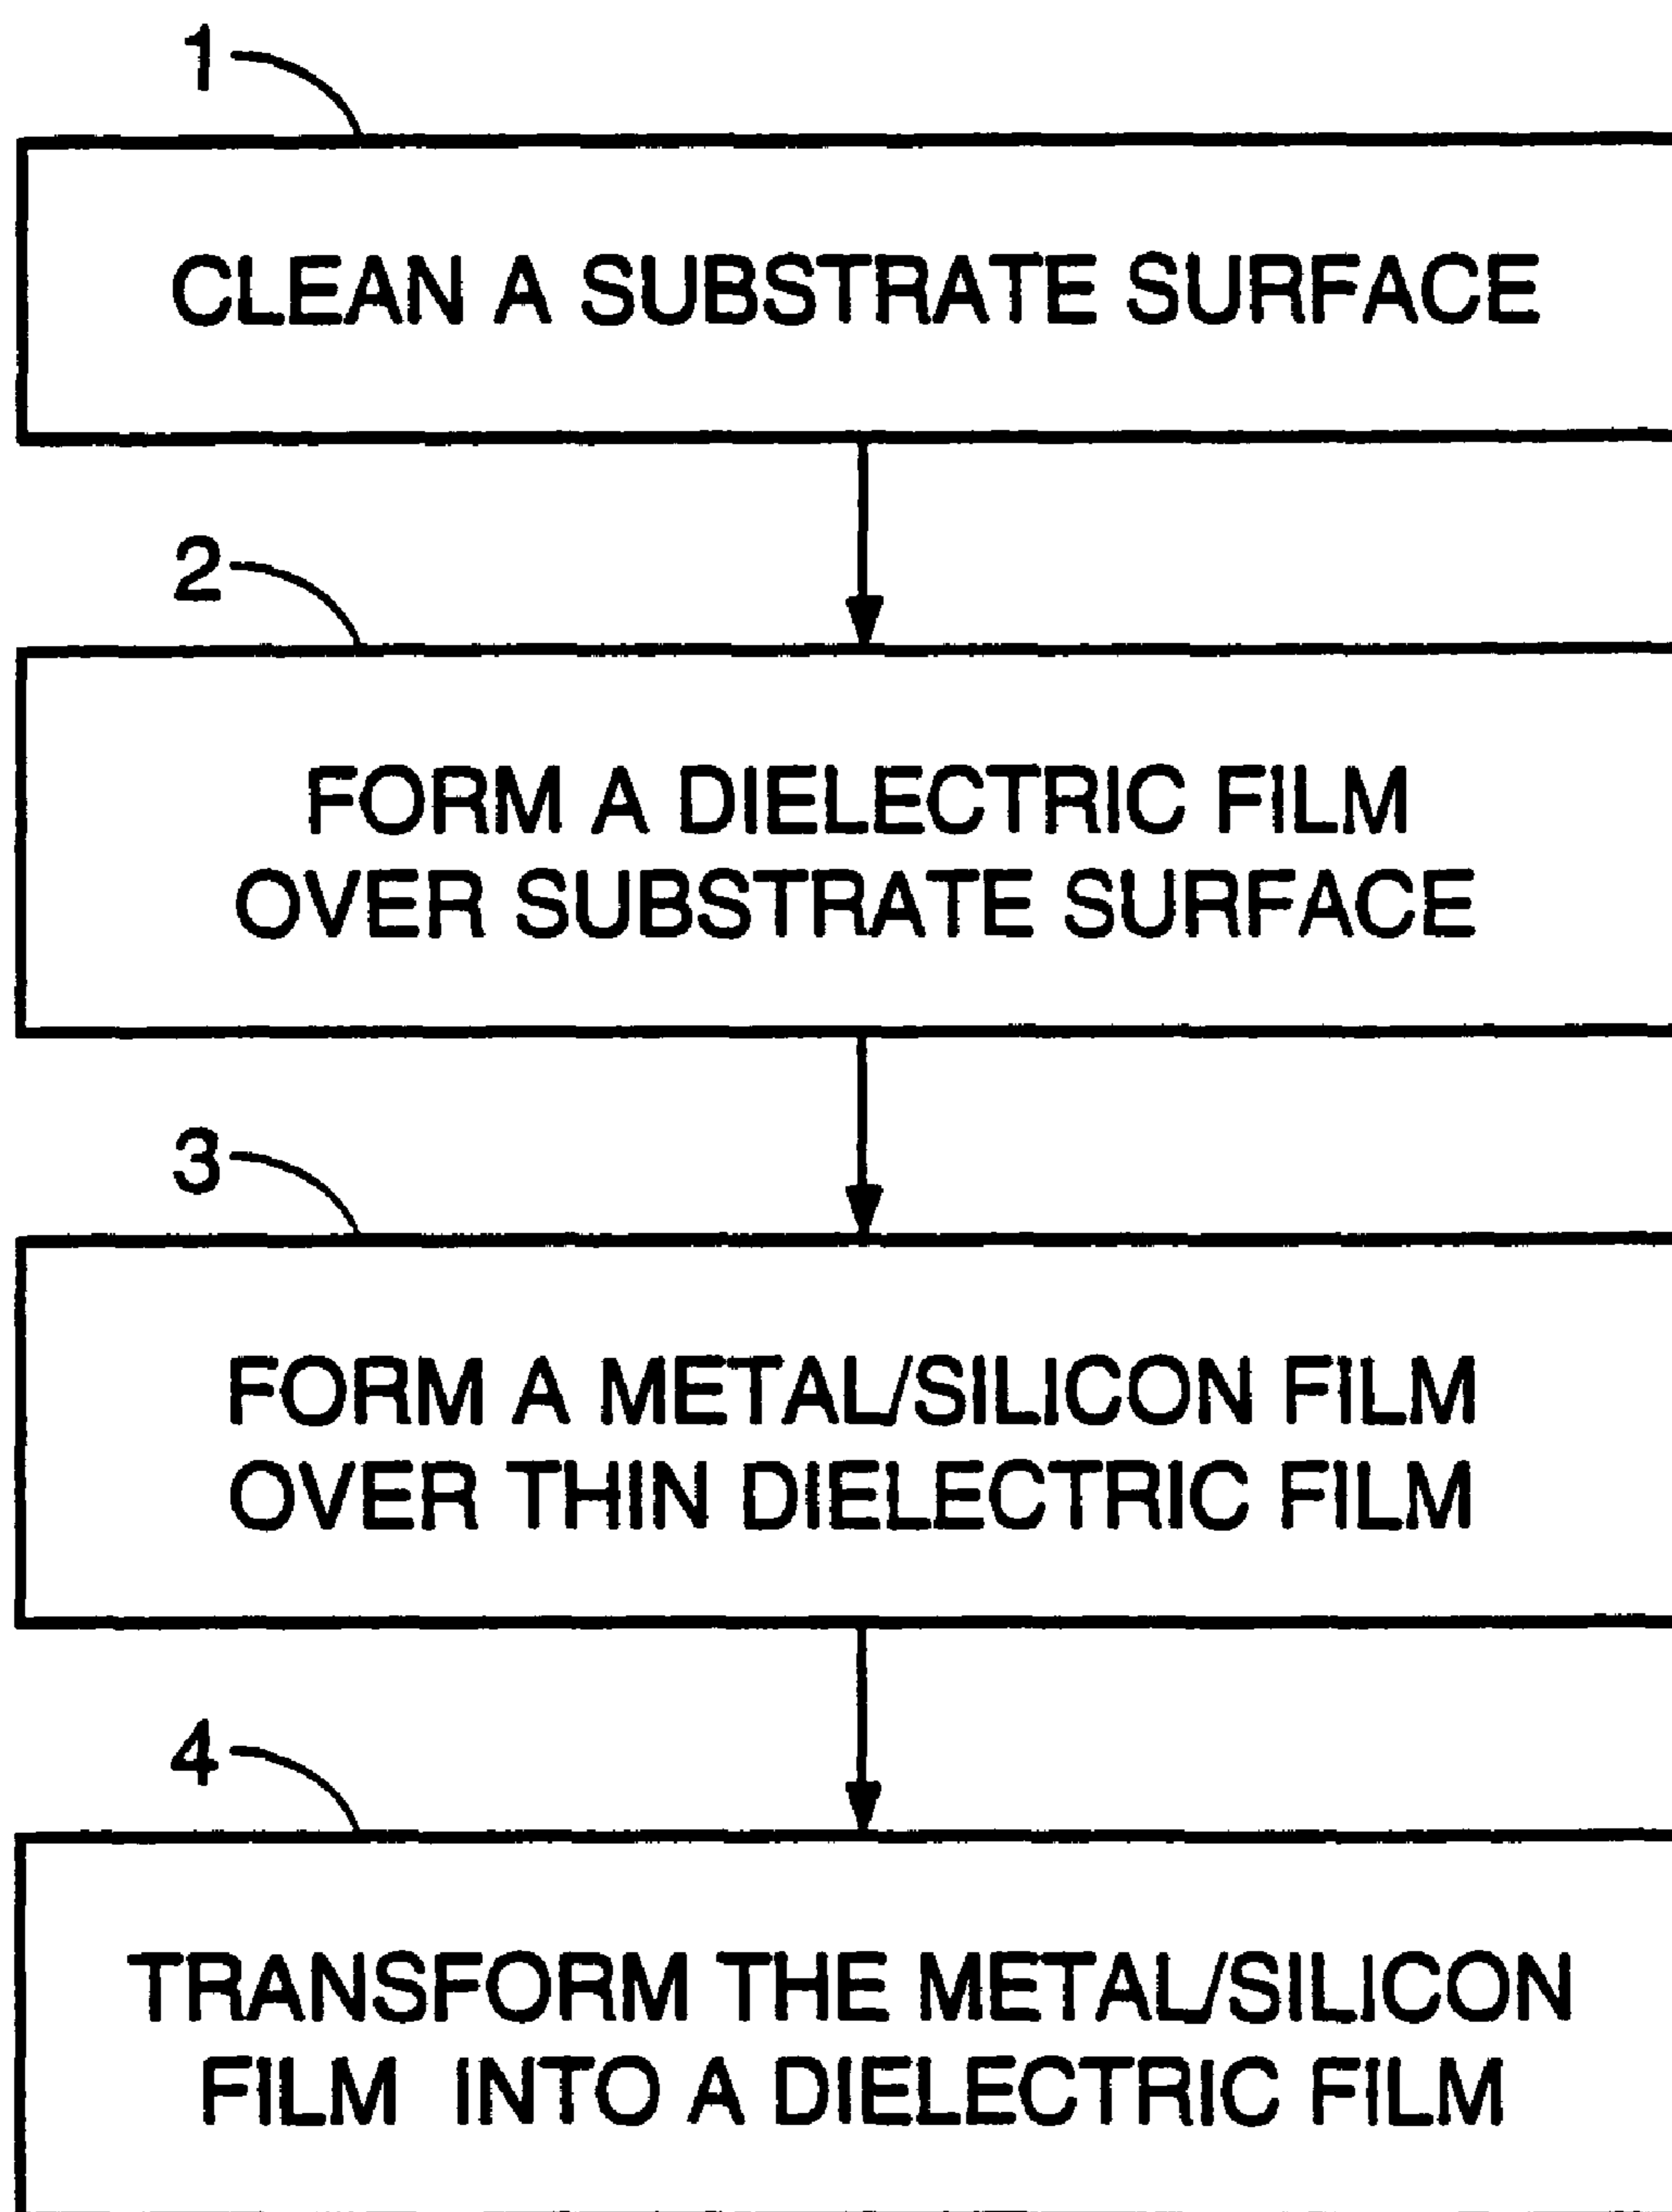 1
CLEAN A SUBSTRATE SURFACE
2
FORM A DIELECTRIC FILM
OVER SUBSTRATE SURFACE
3
FORM A METAL/SILICON FILM
OVER THIN DIELECTRIC FILM
4
TRANSFORM THE METAL/SILICON
FILM INTO A DIELECTRIC FILM